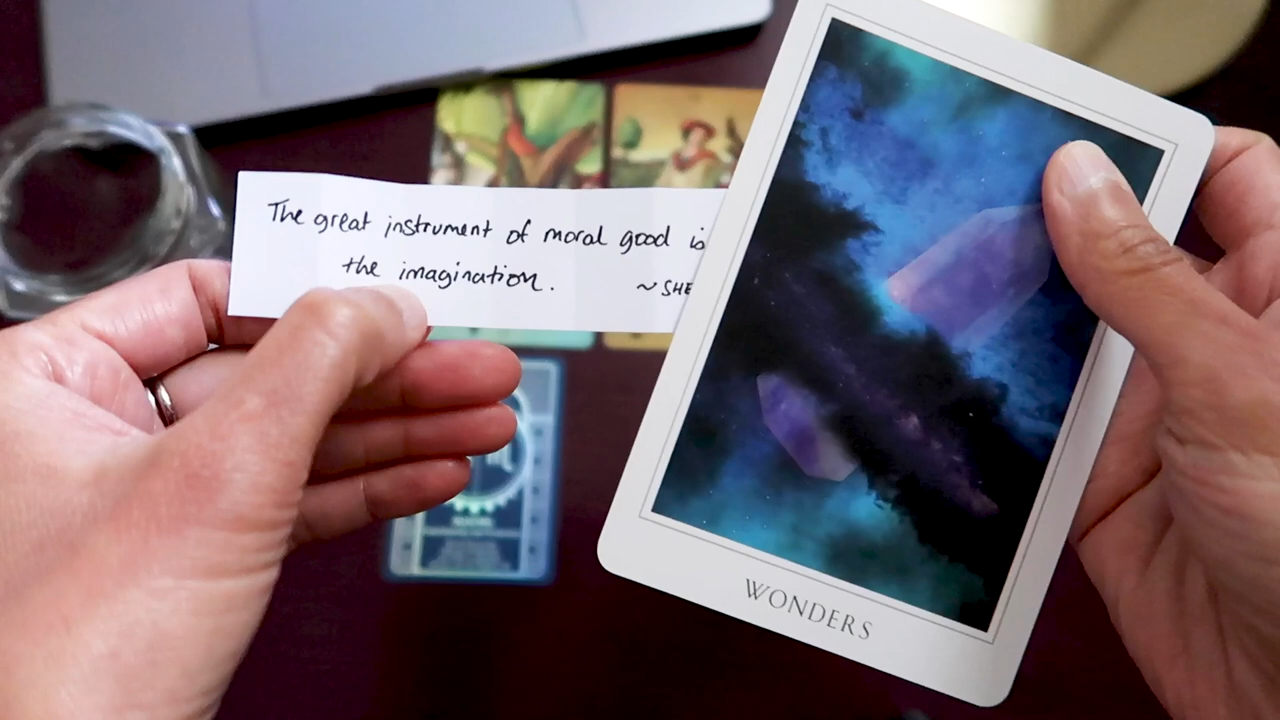 The great instrument of moral good is
the imagination. ~SHE
WONDERS